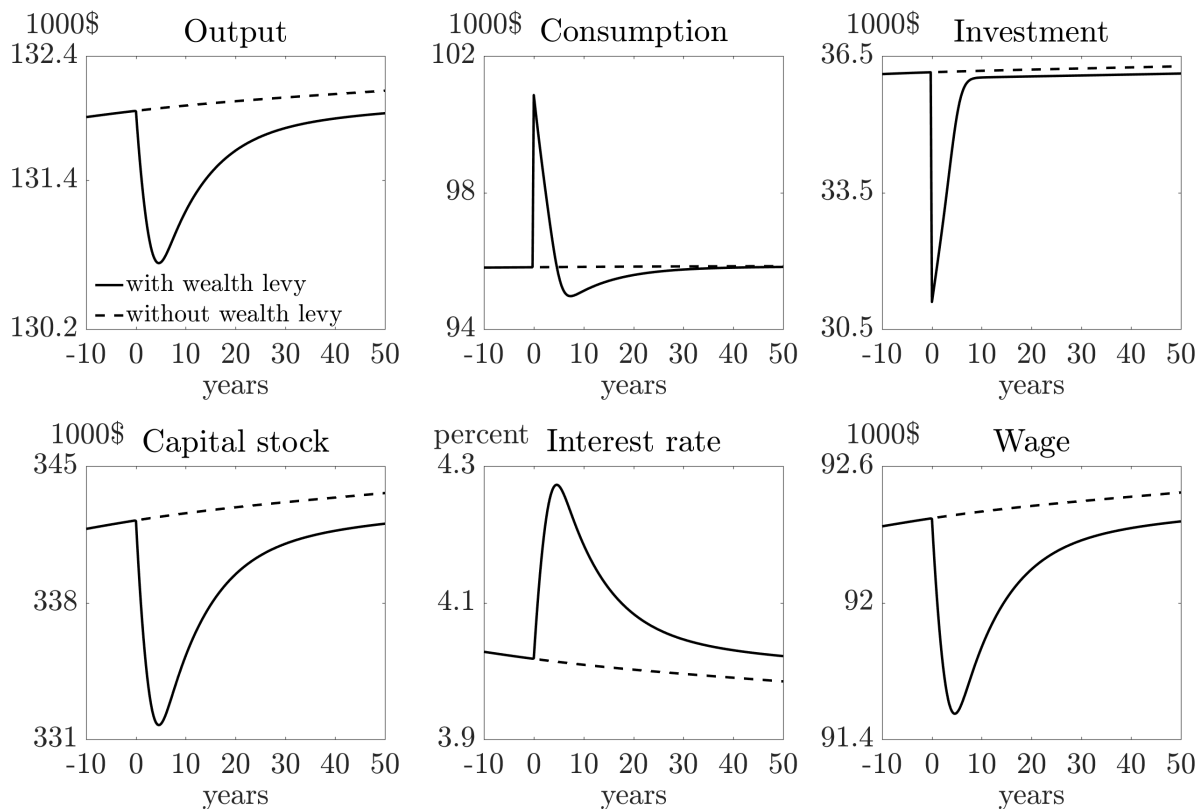 1000$ Output
132.4
131.4
130.2
with wealth levy
without wealth levy
-10 0 10 20 30 40 50
years
1000$ Consumption
102
98
94
-10 0 10 20 30 40 50
years
1000$ Investment
36.5
33.5
30.5
-10 0 10 20 30 40 50
years
1000$ Capital stock
345
338
331
-10 0 10 20 30 40 50
years
percent Interest rate
4.3
4.1
3.9
-10 0 10 20 30 40 50
years
1000$ Wage
92.6
92
91.4
-10 0 10 20 30 40 50
years